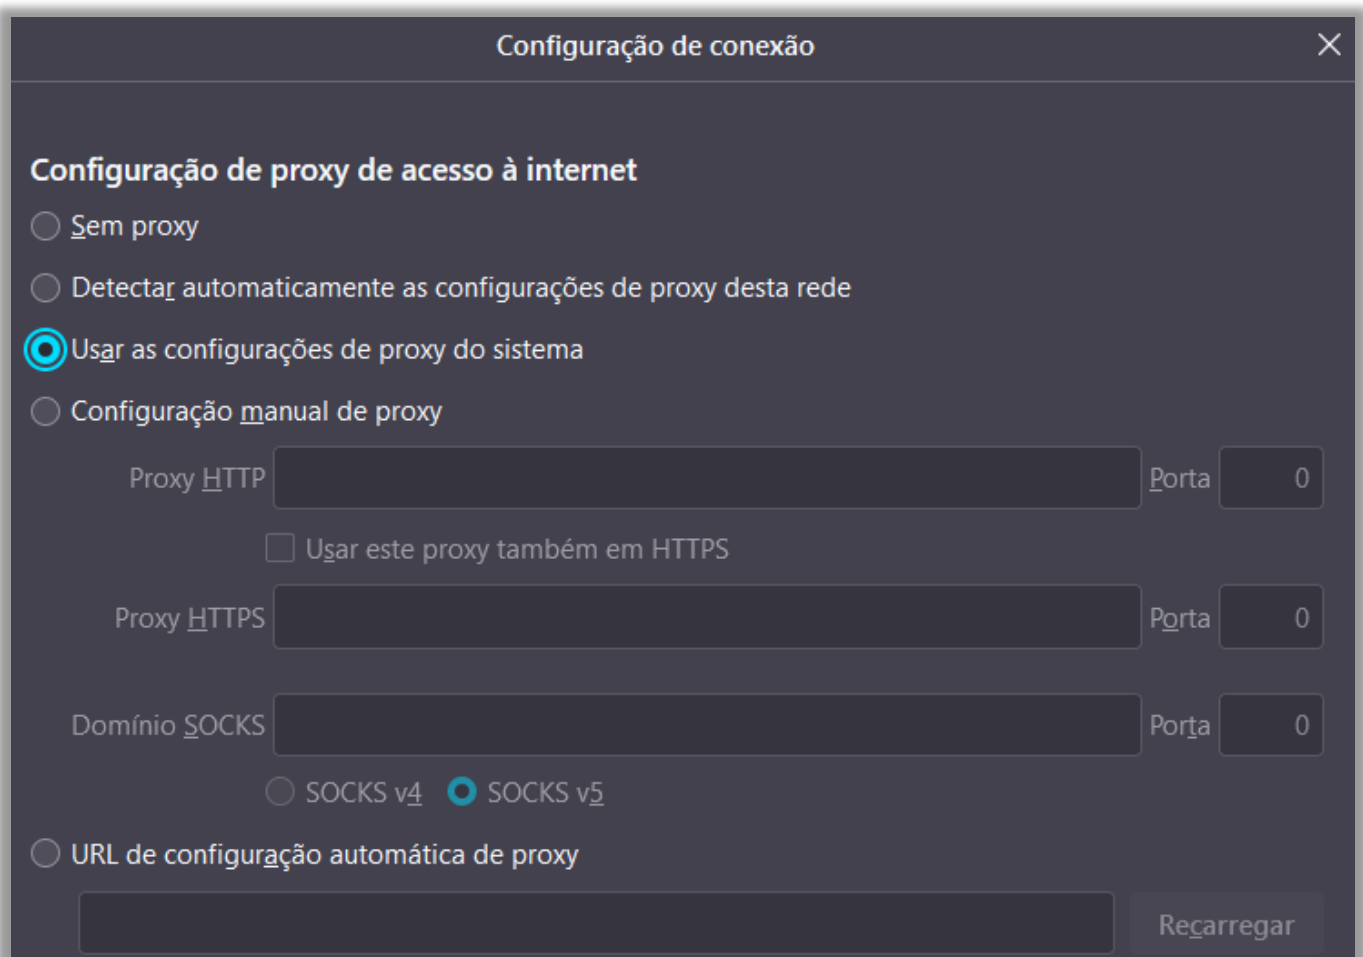 Configuração de conexão
Configuração de proxy de acesso à internet
Sem proxy
Detectar automaticamente as configurações de proxy desta rede
Usar as configurações de proxy do sistema
Configuração manual de proxy
Proxy HTTP Porta 0
Usar este proxy também em HTTPS
Proxy HTTPS Porta 0
Domínio SOCKS Porta 0
SOCKS v4 SOCKS v5
URL de configuração automática de proxy
Recarregar